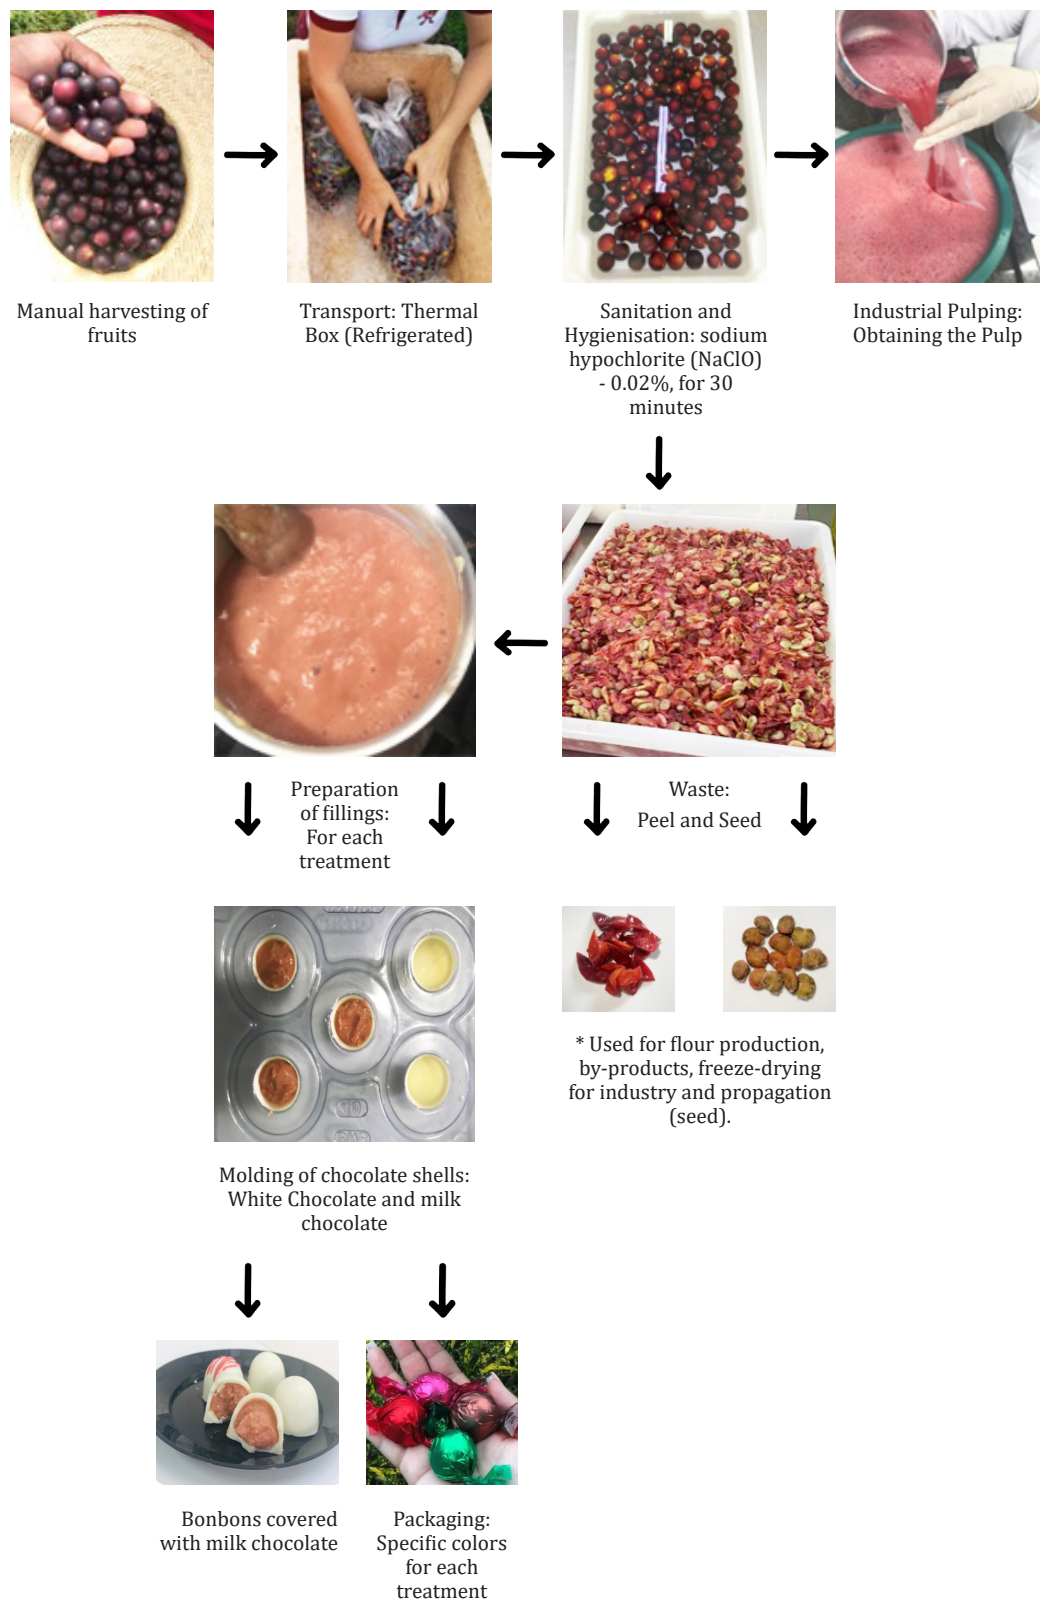 Manual harvesting of
fruits
Transport: Thermal
Box (Refrigerated)
Sanitation and
Hygienisation: sodium
hypochlorite (NaClO)
- 0.02%, for 30
minutes
Industrial Pulping:
Obtaining the Pulp
Preparation
of fillings:
For each
treatment
Waste:
Peel and Seed
* Used for flour production,
by-products, freeze-drying
for industry and propagation
(seed).
Molding of chocolate shells:
White Chocolate and milk
chocolate
Bonbons covered
with milk chocolate
Packaging:
Specific colors
for each
treatment